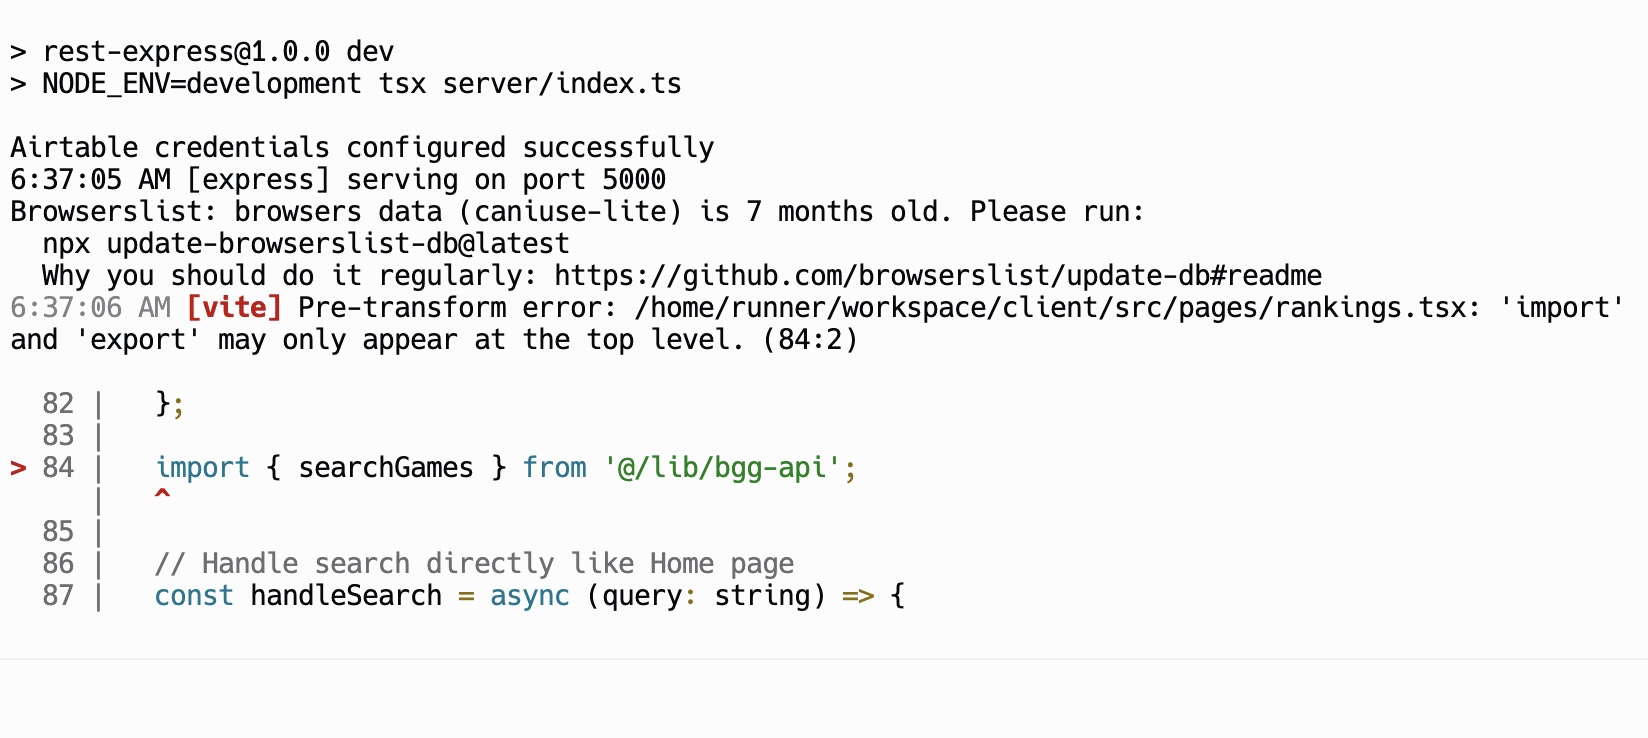 > rest-express@1.0.0 dev
> NODE_ENV=development tsx server/index.ts
Airtable credentials configured successfully
6:37:05 AM [express] serving on port 5000
Browserslist: browsers data (caniuse-lite) is 7 months old. Please run:
  npx update-browserslist-db@latest
  Why you should do it regularly: https://github.com/browserslist/update-db#readme
6:37:06 AM [vite] Pre-transform error: /home/runner/workspace/client/src/pages/rankings.tsx: 'import'
and 'export' may only appear at the top level. (84:2)
  82 |   };
  83 |
> 84 |   import { searchGames } from '@/lib/bgg-api';
     |   ^
  85 |
  86 |   // Handle search directly like Home page
  87 |   const handleSearch = async (query: string) => {